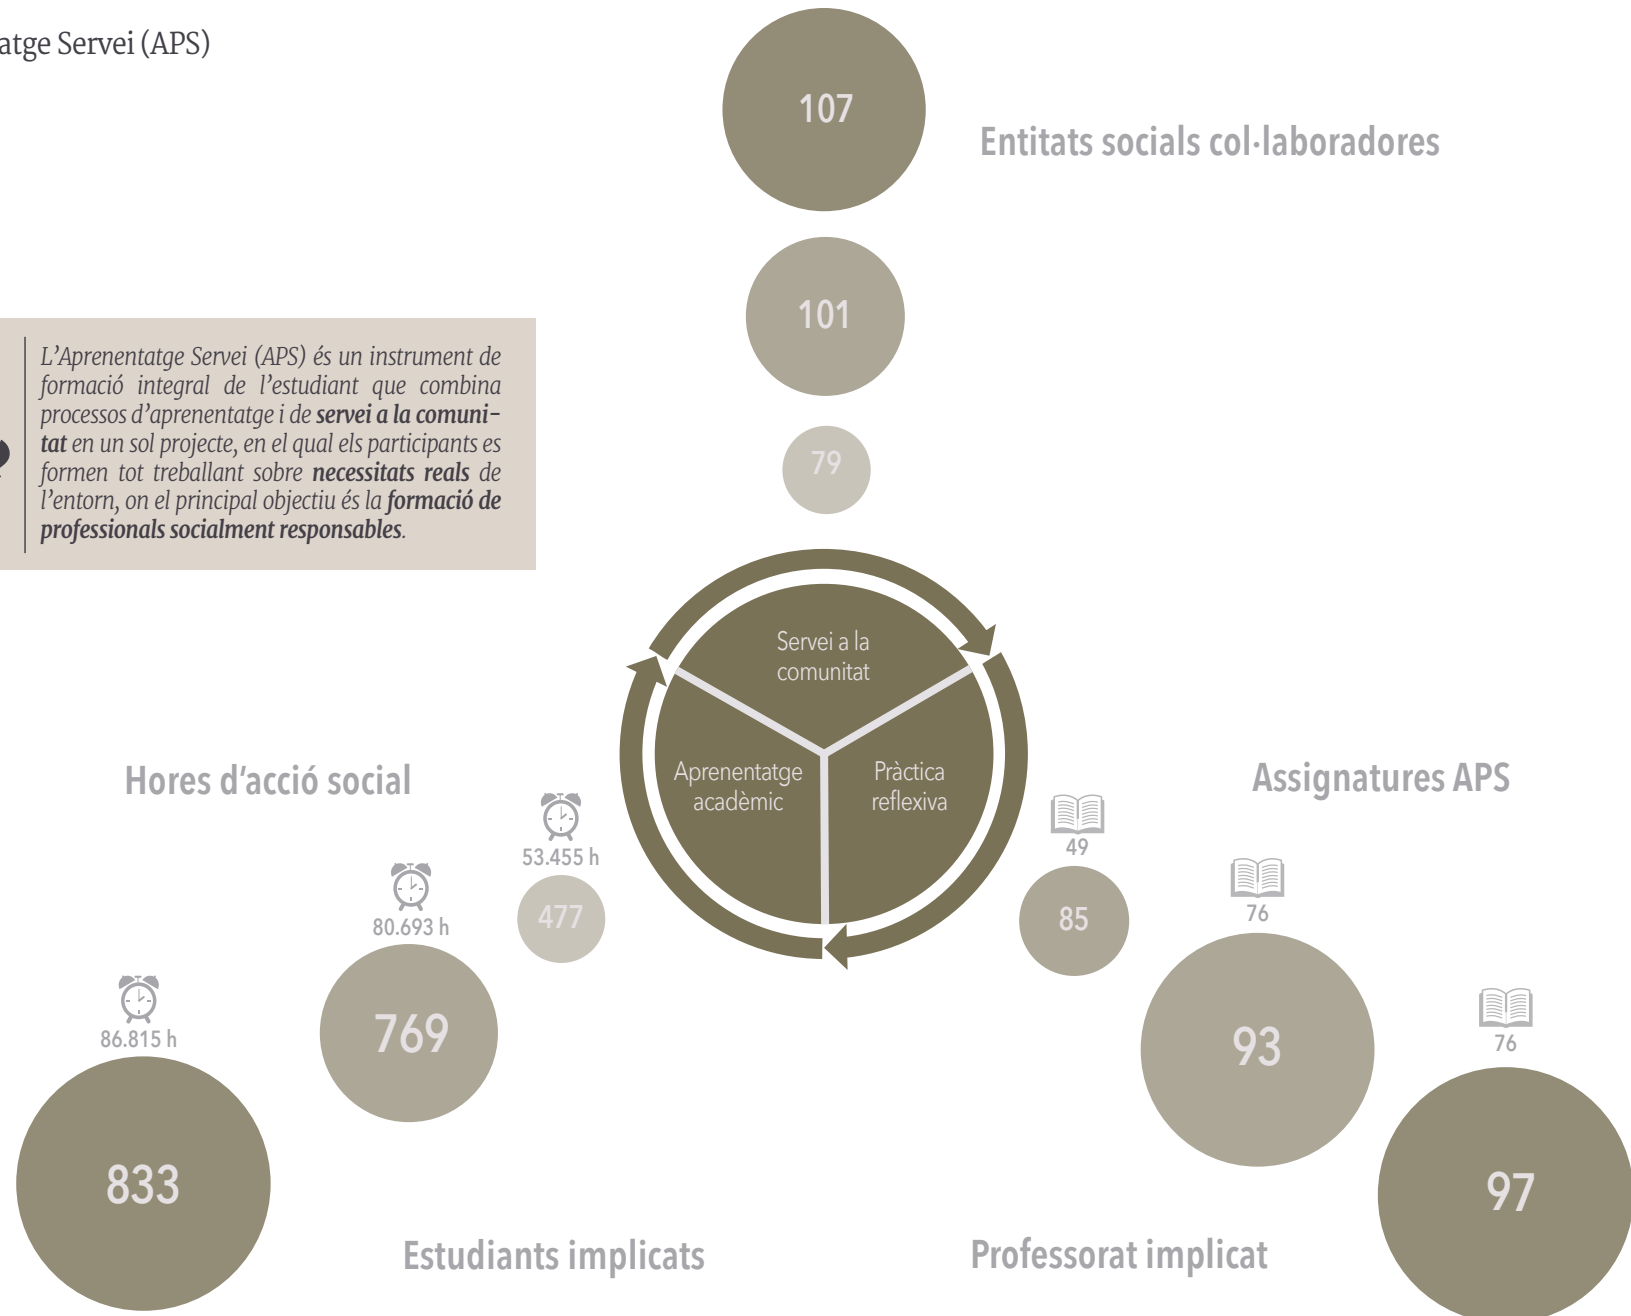 Servei (APS)
107
Entitats socials col·laboradores
101
79
L’Aprenentatge Servei (APS) és un instrument de
formació integral de l’estudiant que combina
processos d’aprenentatge i de servei a la comuni-
tat en un sol projecte, en el qual els participants es
formen tot treballant sobre necessitats reals de
l’entorn, on el principal objectiu és la formació de
professionals socialment responsables.
Servei a la
comunitat
Aprenentatge
acadèmic
Pràctica
reflexiva
Hores d’acció social
53.455 h
477
80.693 h
769
86.815 h
833
Estudiants implicats
Assignatures APS
49
85
76
93
76
97
Professorat implicat